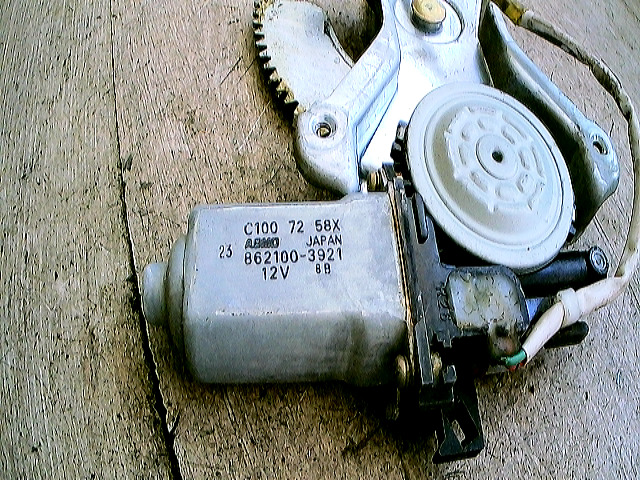 C100 72 58X
23 ASMO JAPAN
862100-3921
12V 8B